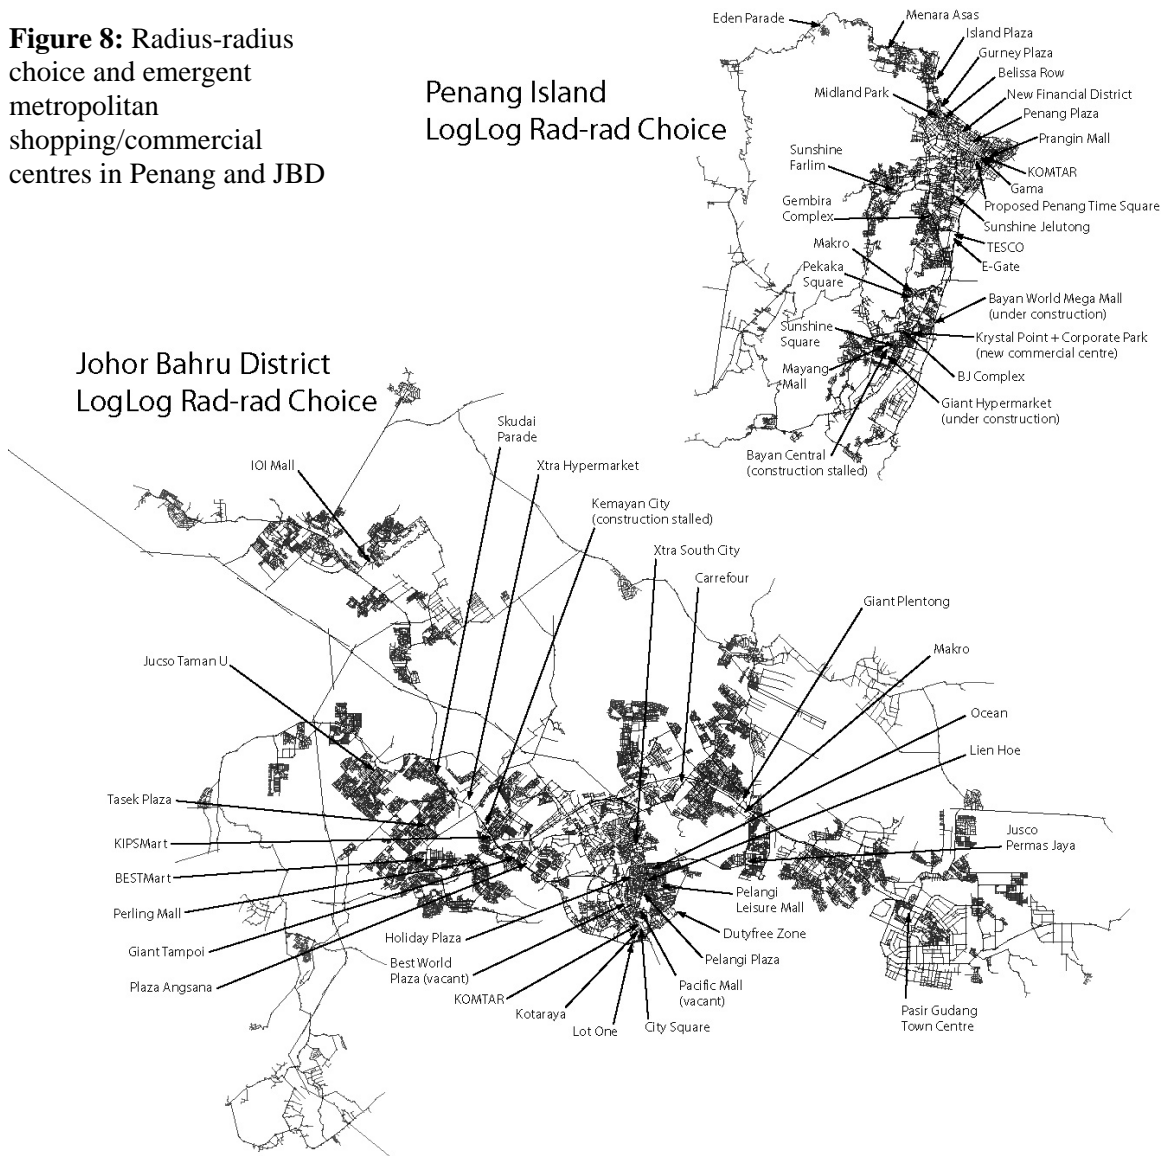 Figure 8: Radius-radius
choice and emergent
metropolitan
shopping/commercial
centres in Penang and JBD
Penang Island
LogLog Rad-rad Choice
Eden Parade
Menara Asas
Island Plaza
Gurney Plaza
Belissa Row
Midland Park
New Financial District
Penang Plaza
Prangin Mall
Sunshine
Farlim
KOMTAR
Gama
Gembira
Complex
Proposed Penang Time Square
Sunshine Jelutong
Makro
TESCO
E-Gate
Pekaka
Square
Bayan World Mega Mall
(under construction)
Sunshine
Square
Krystal Point + Corporate Park
(new commercial centre)
Mayang
Mall
BJ Complex
Giant Hypermarket
(under construction)
Bayan Central
(construction stalled)
Johor Bahru District
LogLog Rad-rad Choice
Skudai
Parade
IOI Mall
Xtra Hypermarket
Kemayan City
(construction stalled)
Xtra South City
Carrefour
Giant Plentong
Makro
Jucso Taman U
Ocean
Lien Hoe
Tasek Plaza
KIPSMart
Jusco
Permas Jaya
BESTMart
Perling Mall
Pelangi
Leisure Mall
Giant Tampoi
Holiday Plaza
Dutyfree Zone
Plaza Angsana
Best World
Plaza (vacant)
Pelangi Plaza
KOMTAR
Pacific Mall
(vacant)
Kotaraya
Lot One
City Square
Pasir Gudang
Town Centre